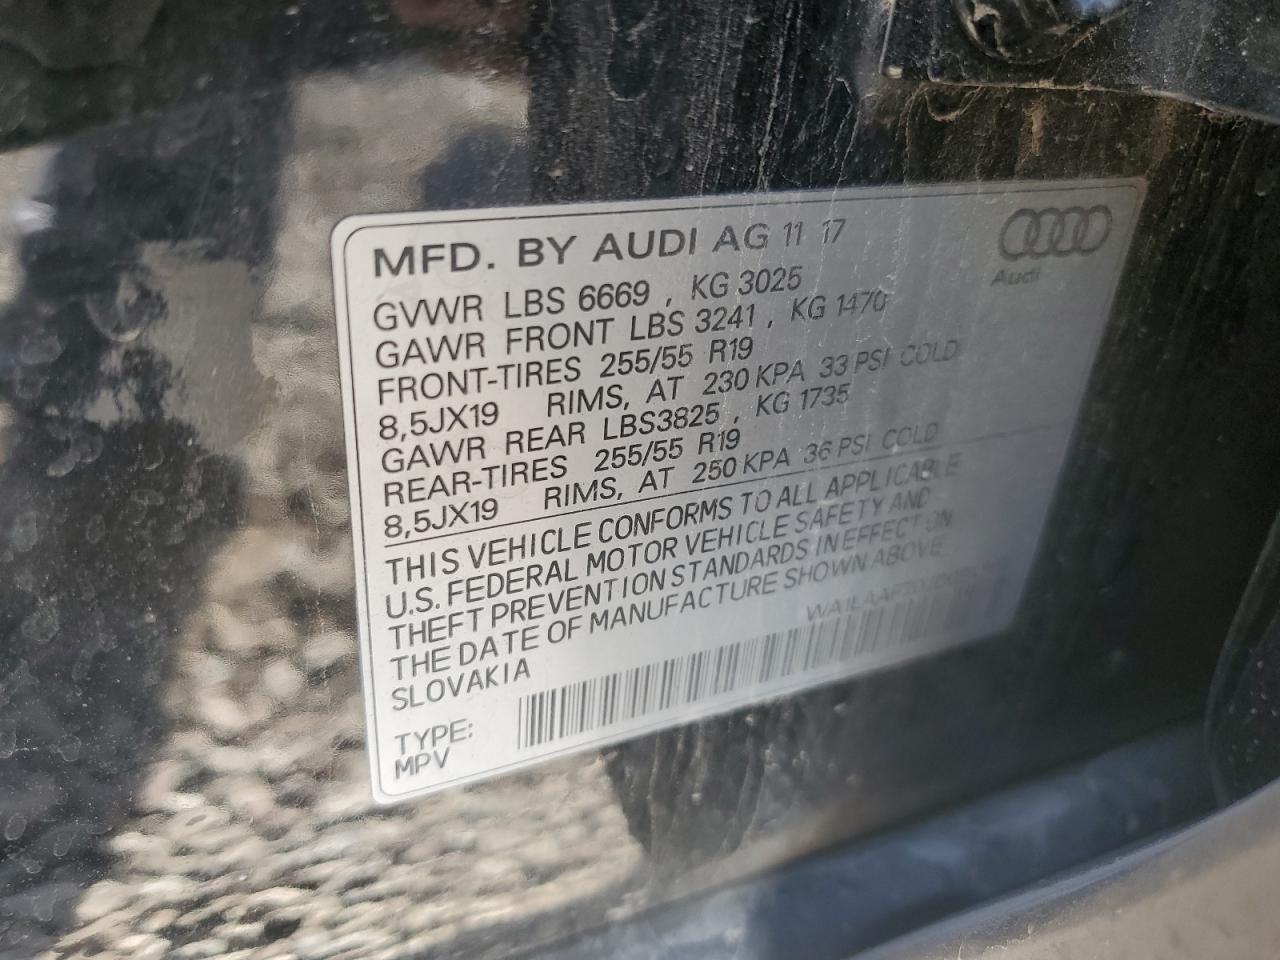 MFD. BY AUDI AG 11 17
Audi
GVWR LBS 6669 , KG 3025
GAWR FRONT LBS 3241 , KG 1470
FRONT-TIRES 255/55 R19
8,5JX19 RIMS, AT 230 KPA 33 PSI COLD
GAWR REAR LBS3825 , KG 1735
REAR-TIRES 255/55 R19
8,5JX19 RIMS, AT 250 KPA 36 PSI COLD
THIS VEHICLE CONFORMS TO ALL APPLICABLE
U.S. FEDERAL MOTOR VEHICLE SAFETY AND
THEFT PREVENTION STANDARDS IN EFFECT ON
THE DATE OF MANUFACTURE SHOWN ABOVE
SLOVAKIA
TYPE:
MPV